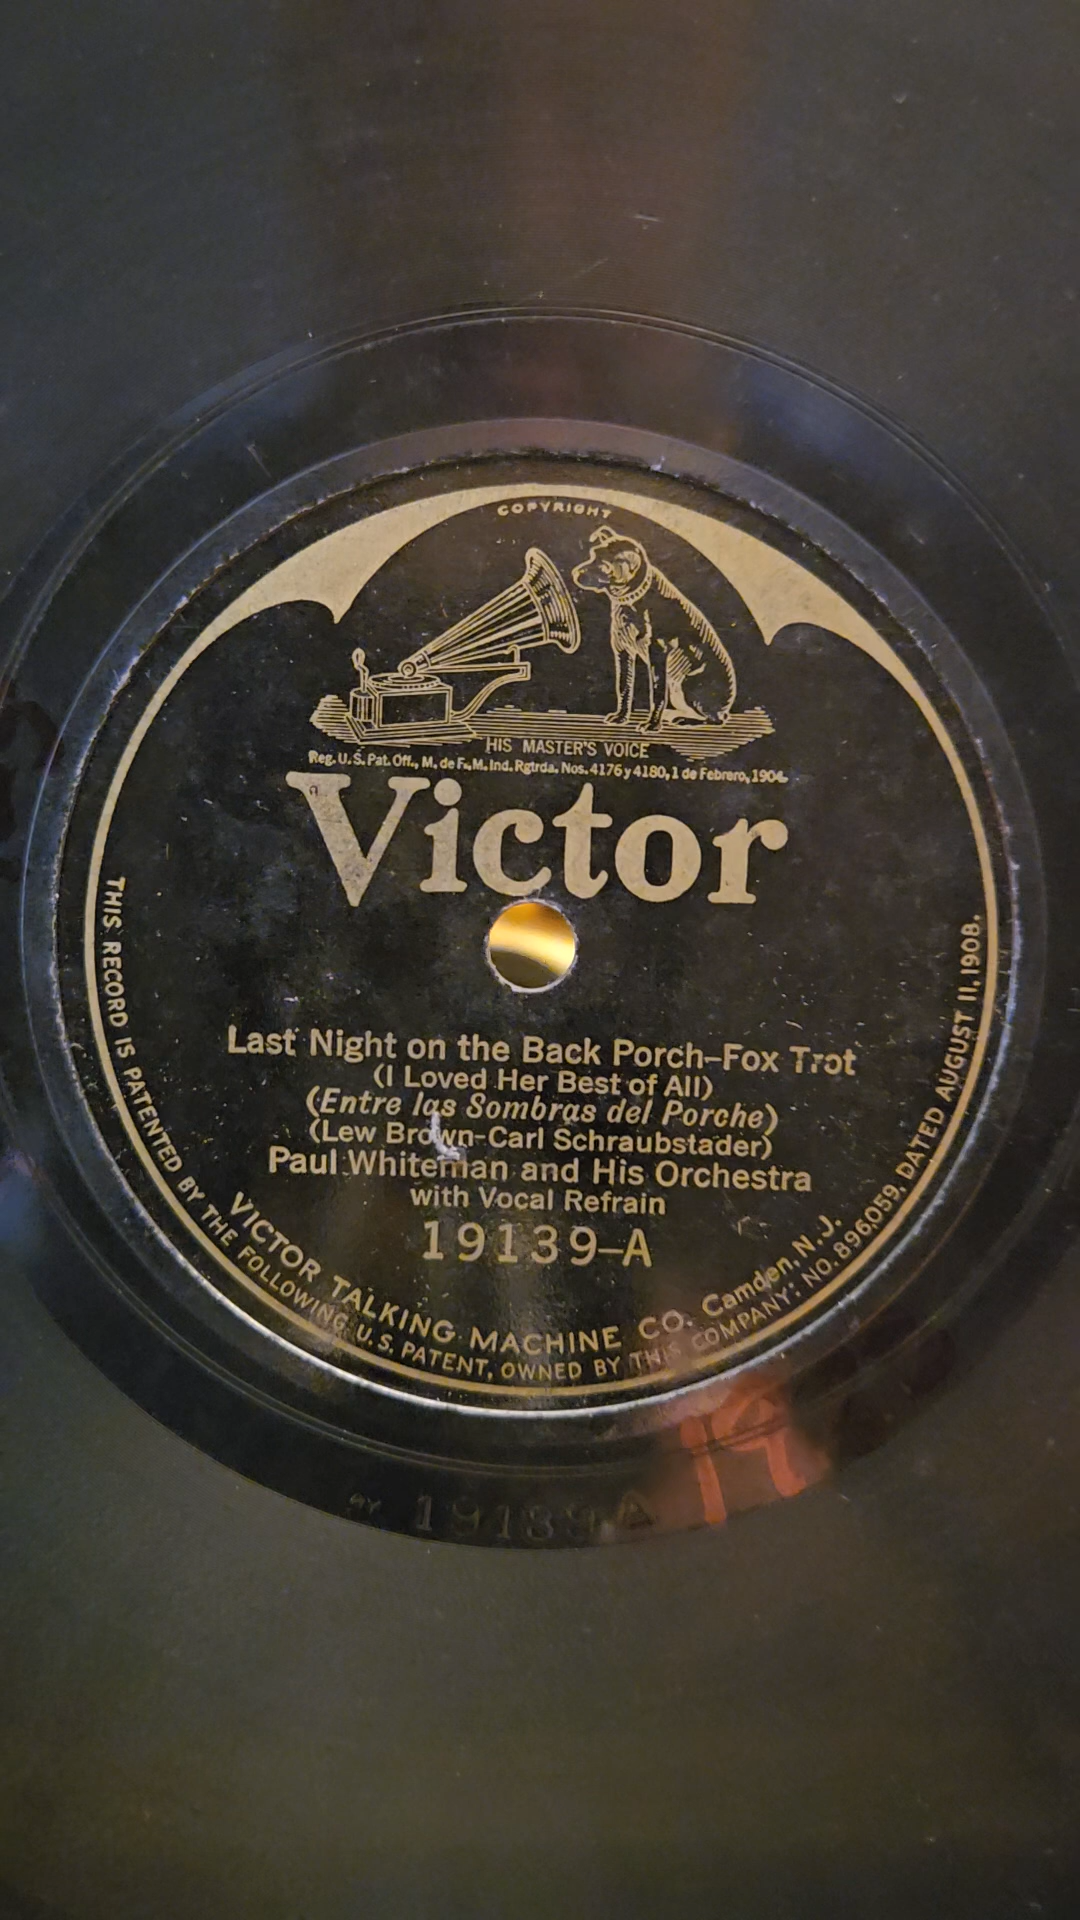 COPYRIGHT
HIS MASTER'S VOICE
Reg. U.S. Pat. Off., M. de F., M. Ind. Rgtrda. Nos. 4176 y 4180, 1 de Febrero, 1904.
Victor
Last Night on the Back Porch–Fox Trot
(I Loved Her Best of All)
(Entre las Sombras del Porche)
(Lew Brown-Carl Schraubstader)
Paul Whiteman and His Orchestra
with Vocal Refrain
19139–A
VICTOR TALKING MACHINE CO. Camden, N. J.
THIS RECORD IS PATENTED BY THE FOLLOWING U.S. PATENT, OWNED BY THIS COMPANY: NO. 896,059, DATED AUGUST 11, 1908.
19139 A